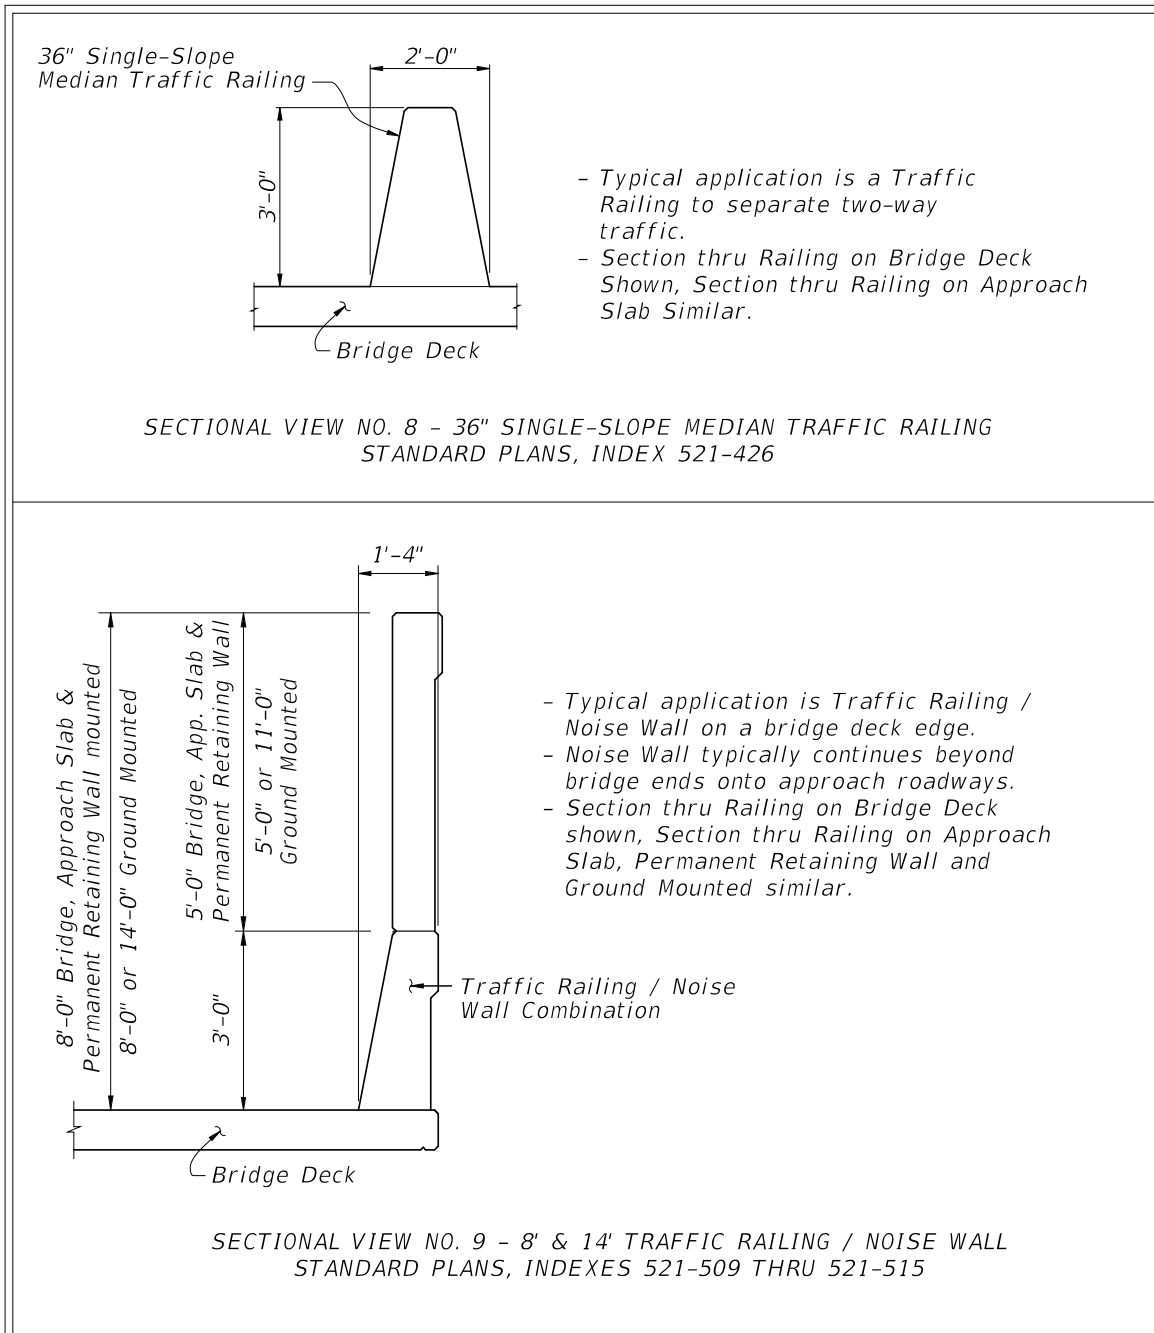 36" Single-Slope
Median Traffic Railing
2'-0"
3'-0"
Bridge Deck
- Typical application is a Traffic
Railing to separate two-way
traffic.
- Section thru Railing on Bridge Deck
Shown, Section thru Railing on Approach
Slab Similar.
SECTIONAL VIEW NO. 8 - 36" SINGLE-SLOPE MEDIAN TRAFFIC RAILING
STANDARD PLANS, INDEX 521-426
1'-4"
8'-0" Bridge, Approach Slab &
Permanent Retaining Wall mounted
8'-0" or 14'-0" Ground Mounted
5'-0" Bridge, App. Slab &
Permanent Retaining Wall
5'-0" or 11'-0"
Ground Mounted
3'-0"
Traffic Railing / Noise
Wall Combination
Bridge Deck
- Typical application is Traffic Railing /
Noise Wall on a bridge deck edge.
- Noise Wall typically continues beyond
bridge ends onto approach roadways.
- Section thru Railing on Bridge Deck
shown, Section thru Railing on Approach
Slab, Permanent Retaining Wall and
Ground Mounted similar.
SECTIONAL VIEW NO. 9 - 8' & 14' TRAFFIC RAILING / NOISE WALL
STANDARD PLANS, INDEXES 521-509 THRU 521-515